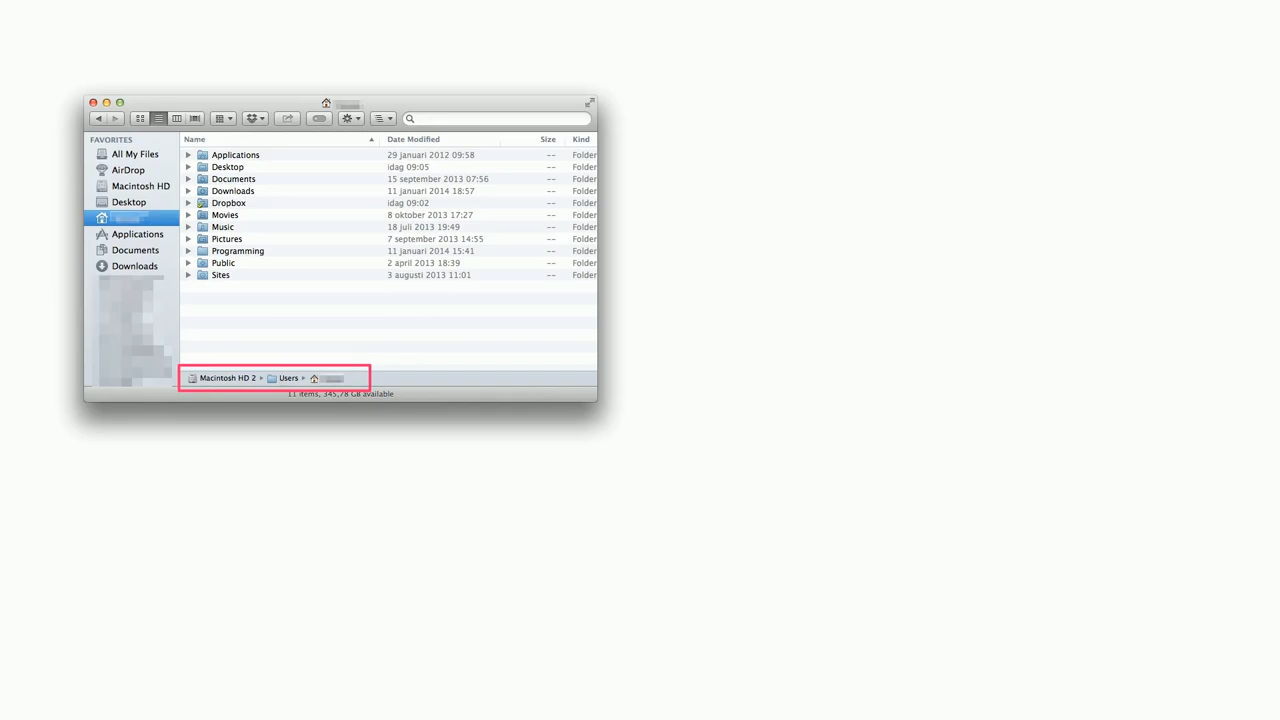 FAVORITES
All My Files
AirDrop
Macintosh HD
Desktop
Applications
Documents
Downloads
Name Date Modified Size Kind
Applications 29 januari 2012 09:58 -- Folder
Desktop idag 09:05 -- Folder
Documents 15 september 2013 07:56 -- Folder
Downloads 11 januari 2014 18:57 -- Folder
Dropbox idag 09:02 -- Folder
Movies 8 oktober 2013 17:27 -- Folder
Music 18 juli 2013 19:49 -- Folder
Pictures 7 september 2013 14:55 -- Folder
Programming 11 januari 2014 15:41 -- Folder
Public 2 april 2013 18:39 -- Folder
Sites 3 augusti 2013 11:01 -- Folder
Macintosh HD 2 ▸ Users ▸
11 items, 345,78 GB available